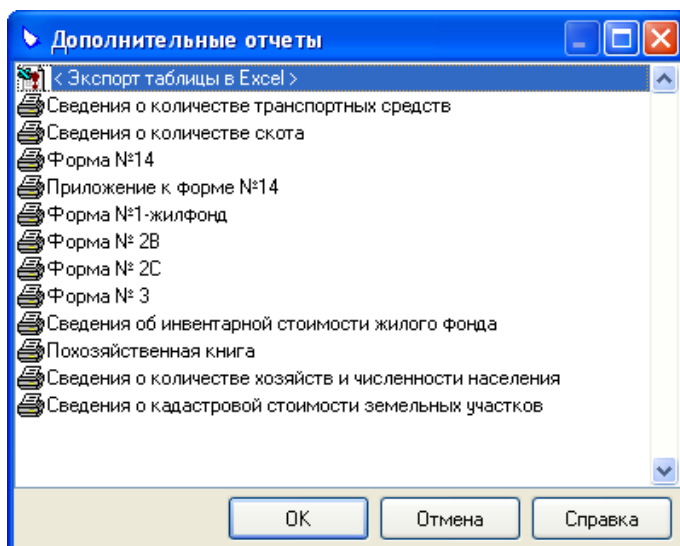 Дополнительные отчеты
< Экспорт таблицы в Excel >
Сведения о количестве транспортных средств
Сведения о количестве скота
Форма №14
Приложение к форме №14
Форма №1-жилфонд
Форма № 2В
Форма № 2С
Форма № 3
Сведения об инвентарной стоимости жилого фонда
Похозяйственная книга
Сведения о количестве хозяйств и численности населения
Сведения о кадастровой стоимости земельных участков
OK Отмена Справка